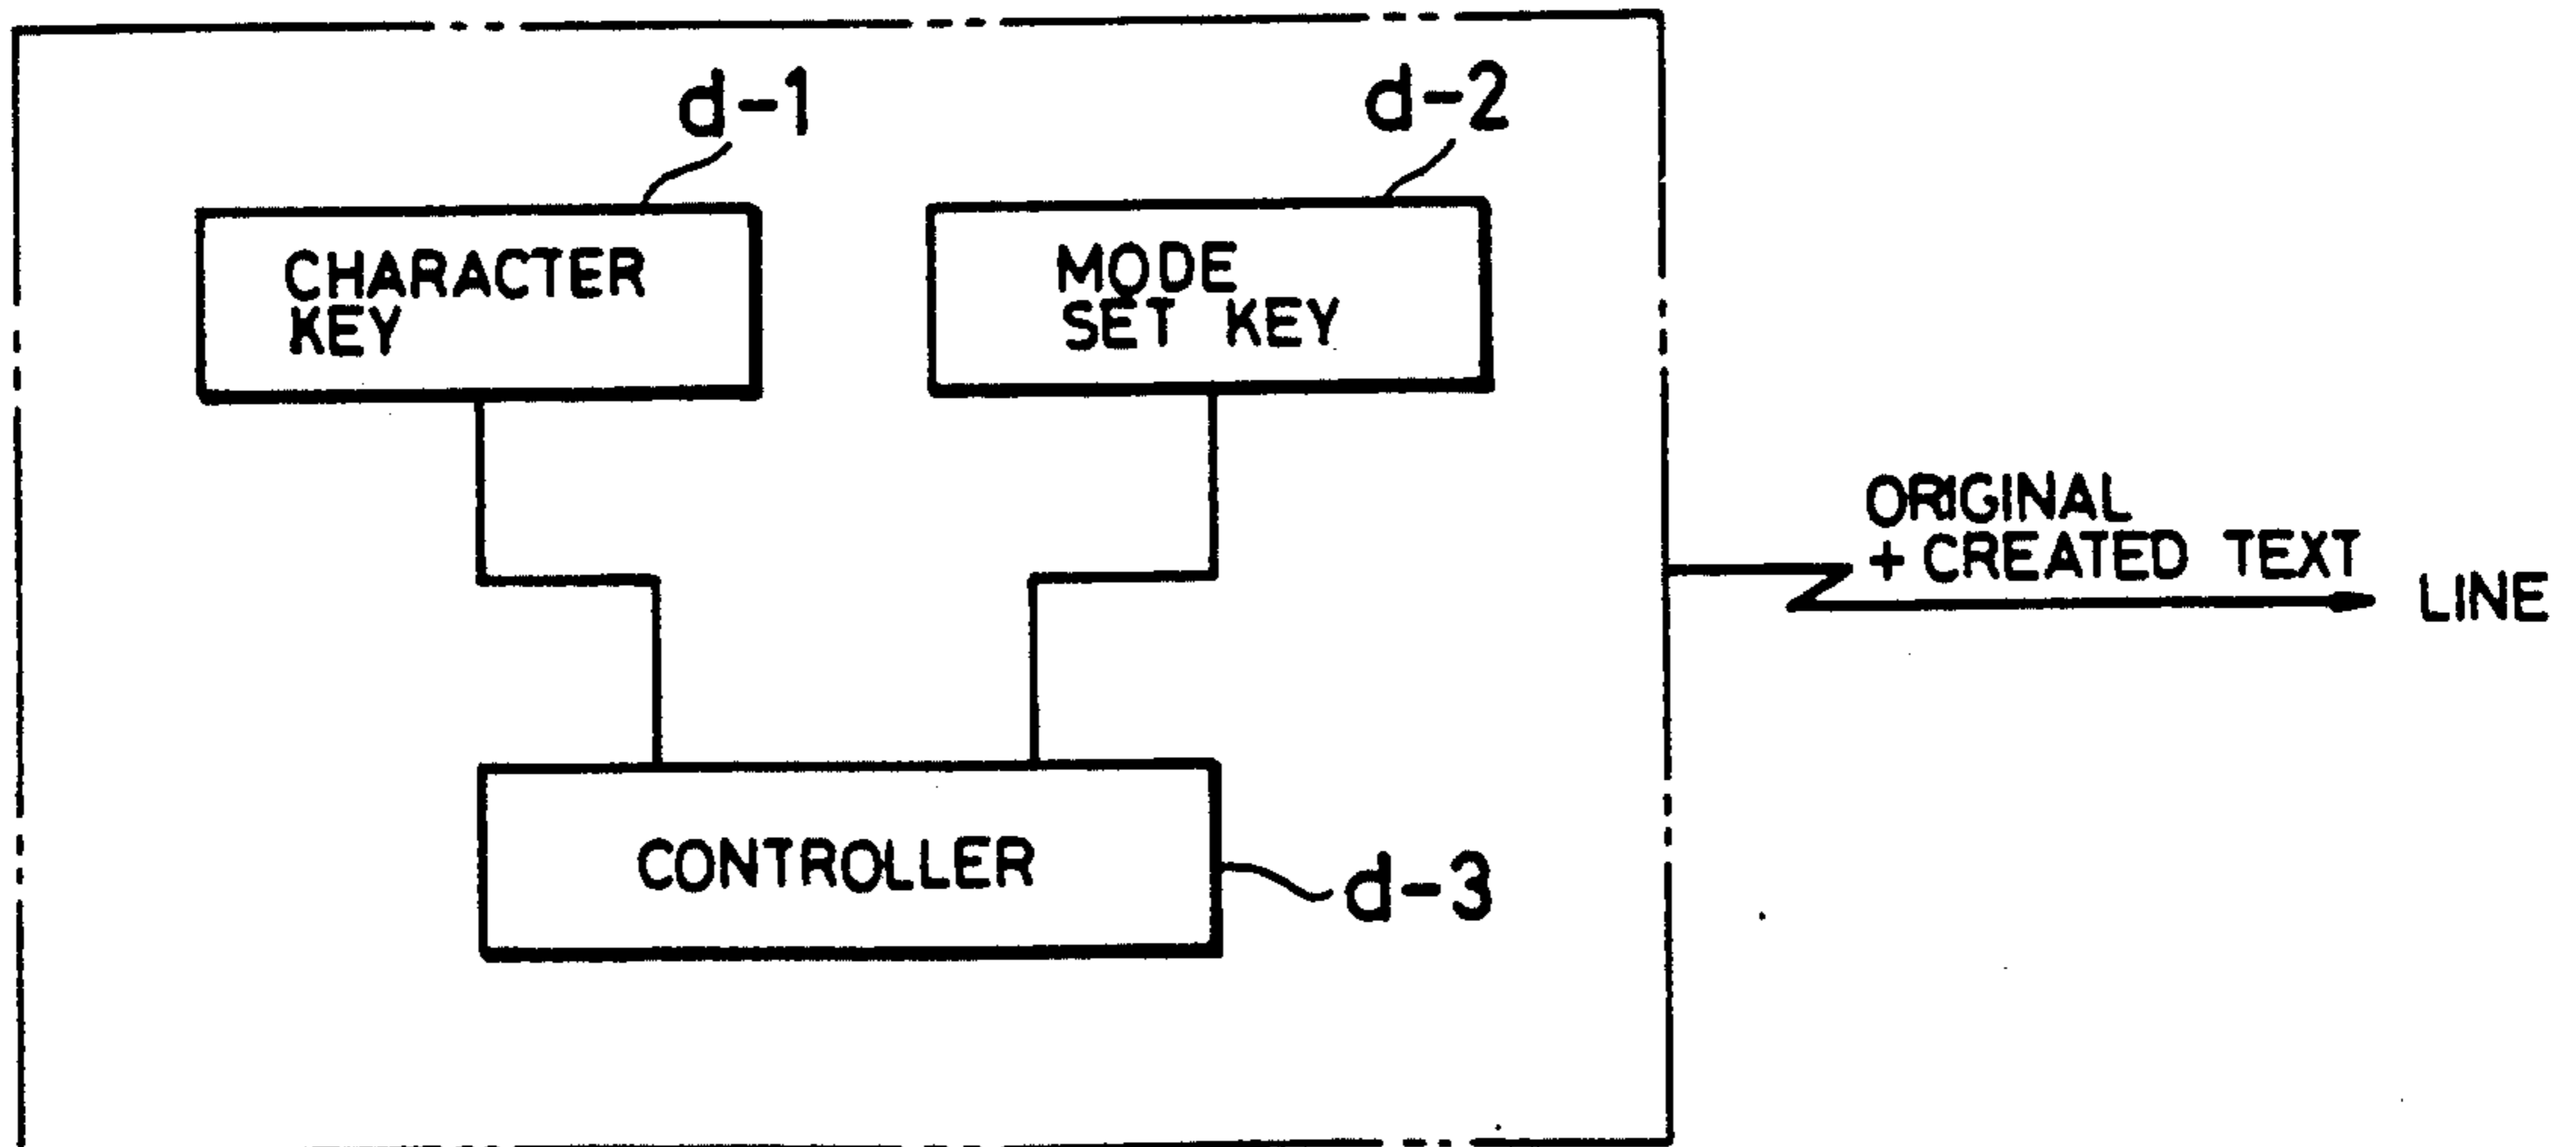 d-1
d-2
CHARACTER
KEY
MODE
SET KEY
ORIGINAL
+ CREATED TEXT
LINE
CONTROLLER
d-3